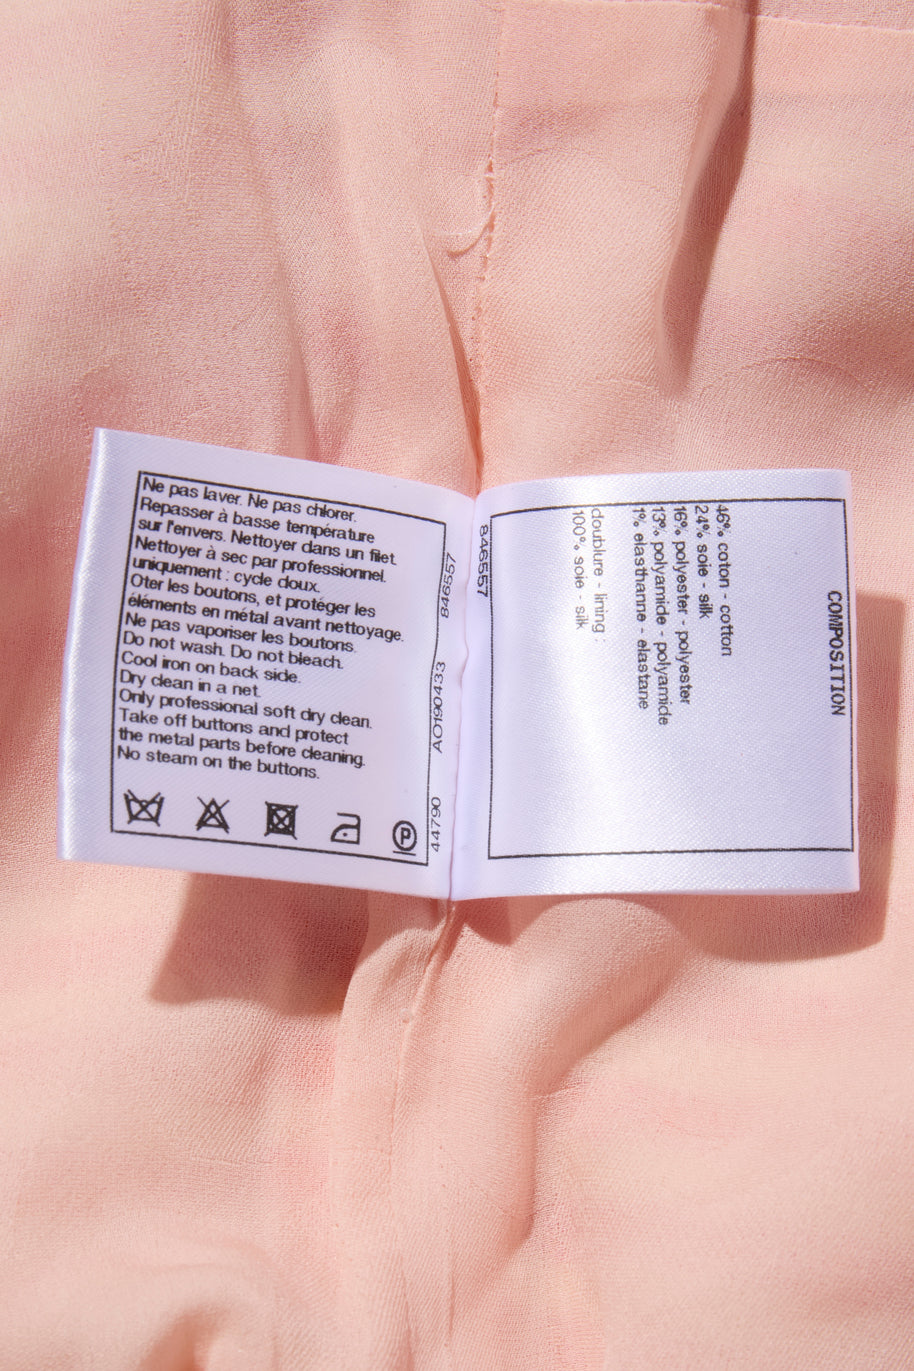 Ne pas laver. Ne pas chlorer.
Repasser à basse température
sur l'envers. Nettoyer dans un filet.
Nettoyer à sec par professionnel.
uniquement : cycle doux.
Oter les boutons, et protéger les
éléments en métal avant nettoyage.
Ne pas vaporiser les boutons.
Do not wash. Do not bleach.
Cool iron on back side.
Dry clean in a net.
Only professional soft dry clean.
Take off buttons and protect
the metal parts before cleaning.
No steam on the buttons.
P
44790 AO190433 846557
846557
COMPOSITION
46% coton - cotton
24% soie - silk
16% polyester - polyester
13% polyamide - polyamide
1% elasthanne - elastane
doublure - lining :
100% soie - silk